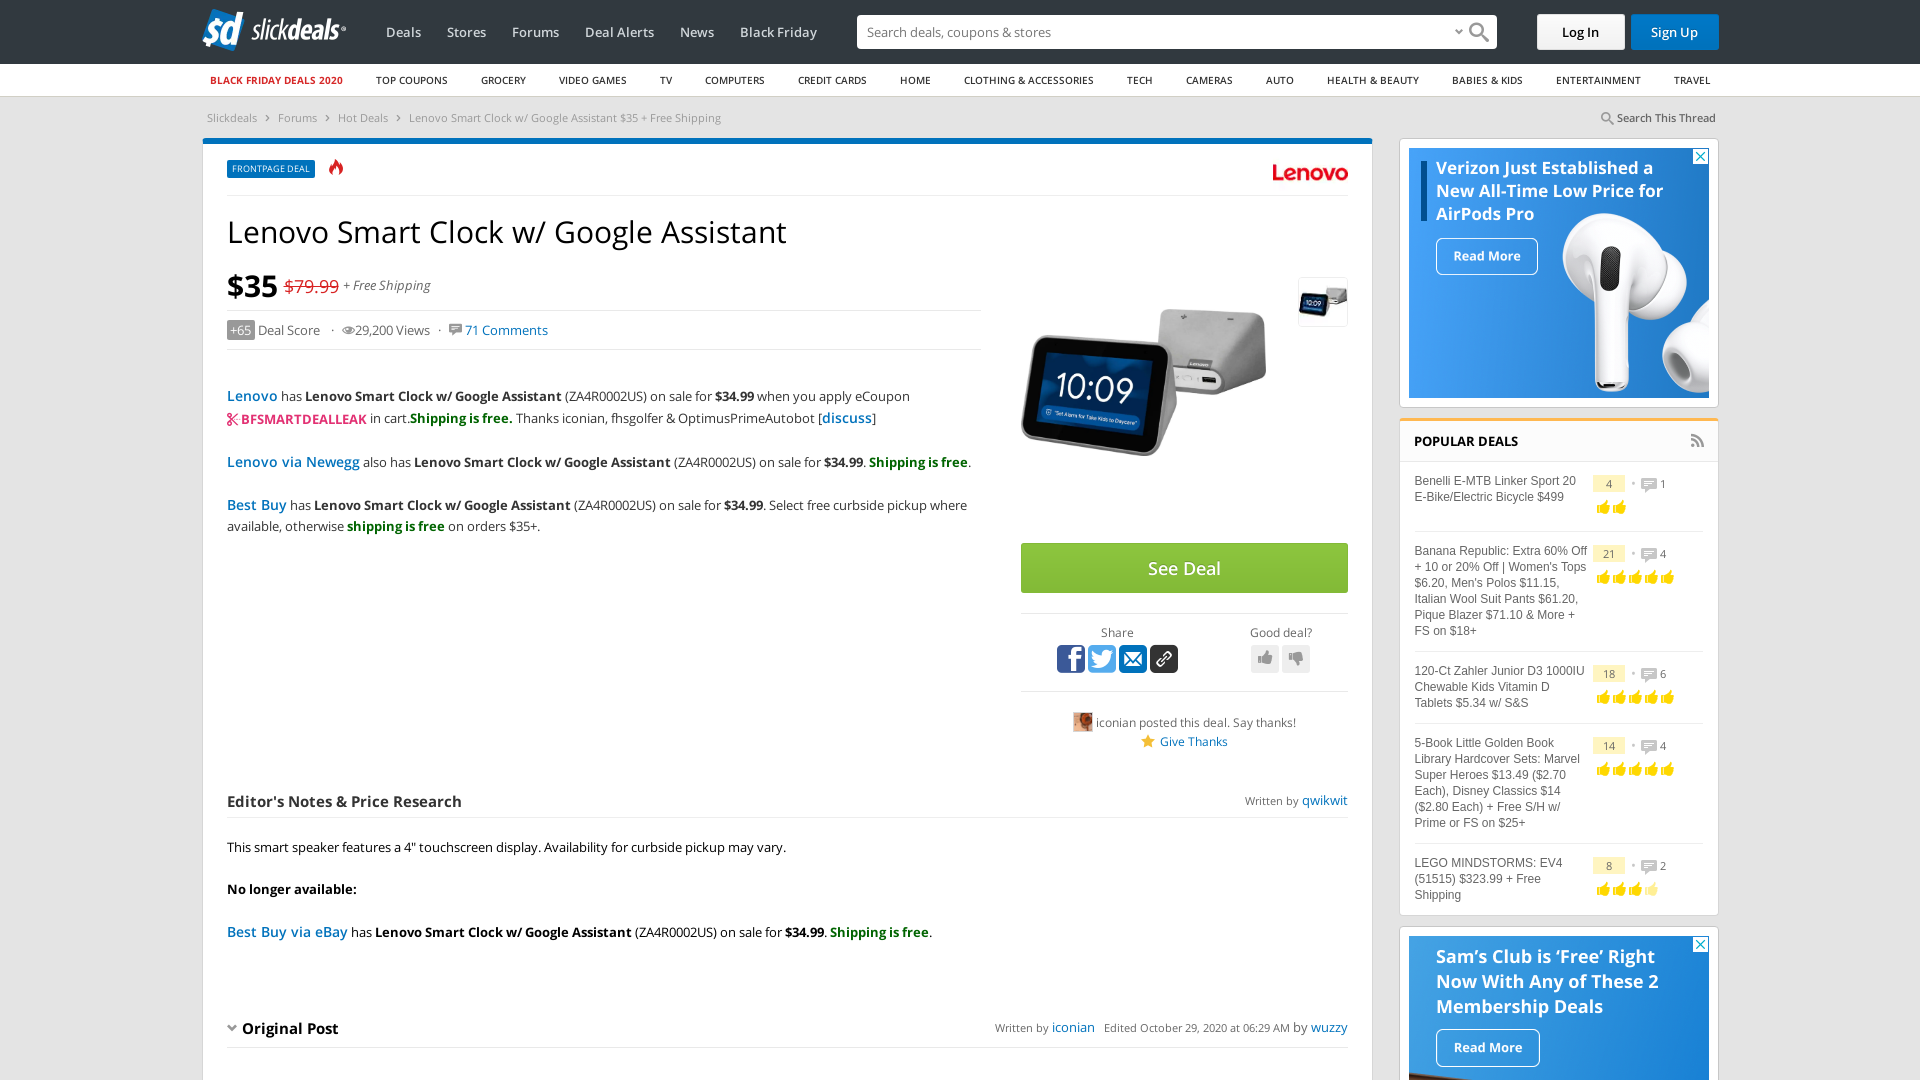 sd slickdeals
Deals Stores Forums Deal Alerts News Black Friday
Search deals, coupons & shops
Log In Sign Up
BLACK FRIDAY DEALS 2020 TOP COUPONS GROCERY VIDEO GAMES TV COMPUTERS CREDIT CARDS HOME CLOTHING & ACCESSORIES TECH CAMERAS AUTO HEALTH & BEAUTY BABIES & KIDS ENTERTAINMENT TRAVEL
Slickdeals › Forums › Hot Deals › Lenovo Smart Clock w/ Google Assistant $35 + Free Shipping
Search This Thread
FRONTPAGE DEAL
Lenovo
Lenovo Smart Clock w/ Google Assistant
$35 $79.99 + Free Shipping
+65 Deal Score · 29,200 Views · 71 Comments
Lenovo has Lenovo Smart Clock w/ Google Assistant (ZA4R0002US) on sale for $34.99 when you apply eCoupon
BFSMARTDEALLEAK in cart.Shipping is free. Thanks iconian, fhsgolfer & OptimusPrimeAutobot [discuss]
Lenovo via Newegg also has Lenovo Smart Clock w/ Google Assistant (ZA4R0002US) on sale for $34.99. Shipping is free.
Best Buy has Lenovo Smart Clock w/ Google Assistant (ZA4R0002US) on sale for $34.99. Select free curbside pickup where
available, otherwise shipping is free on orders $35+.
10:09
"Set Alarm for Take Kids to Daycare"
Lenovo
10:09
See Deal
Share
Good deal?
iconian posted this deal. Say thanks!
Give Thanks
Editor's Notes & Price Research
Written by qwikwit
This smart speaker features a 4" touchscreen display. Availability for curbside pickup may vary.
No longer available:
Best Buy via eBay has Lenovo Smart Clock w/ Google Assistant (ZA4R0002US) on sale for $34.99. Shipping is free.
Original Post
Written by iconian Edited October 29, 2020 at 06:29 AM by wuzzy
Verizon Just Established a
New All-Time Low Price for
AirPods Pro
Read More
POPULAR DEALS
Benelli E-MTB Linker Sport 20
E-Bike/Electric Bicycle $499
4 • 1
Banana Republic: Extra 60% Off
+ 10 or 20% Off | Women's Tops
$6.20, Men's Polos $11.15,
Italian Wool Suit Pants $61.20,
Pique Blazer $71.10 & More +
FS on $18+
21 • 4
120-Ct Zahler Junior D3 1000IU
Chewable Kids Vitamin D
Tablets $5.34 w/ S&S
18 • 6
5-Book Little Golden Book
Library Hardcover Sets: Marvel
Super Heroes $13.49 ($2.70
Each), Disney Classics $14
($2.80 Each) + Free S/H w/
Prime or FS on $25+
14 • 4
LEGO MINDSTORMS: EV4
(51515) $323.99 + Free
Shipping
8 • 2
Sam's Club is 'Free' Right
Now With Any of These 2
Membership Deals
Read More